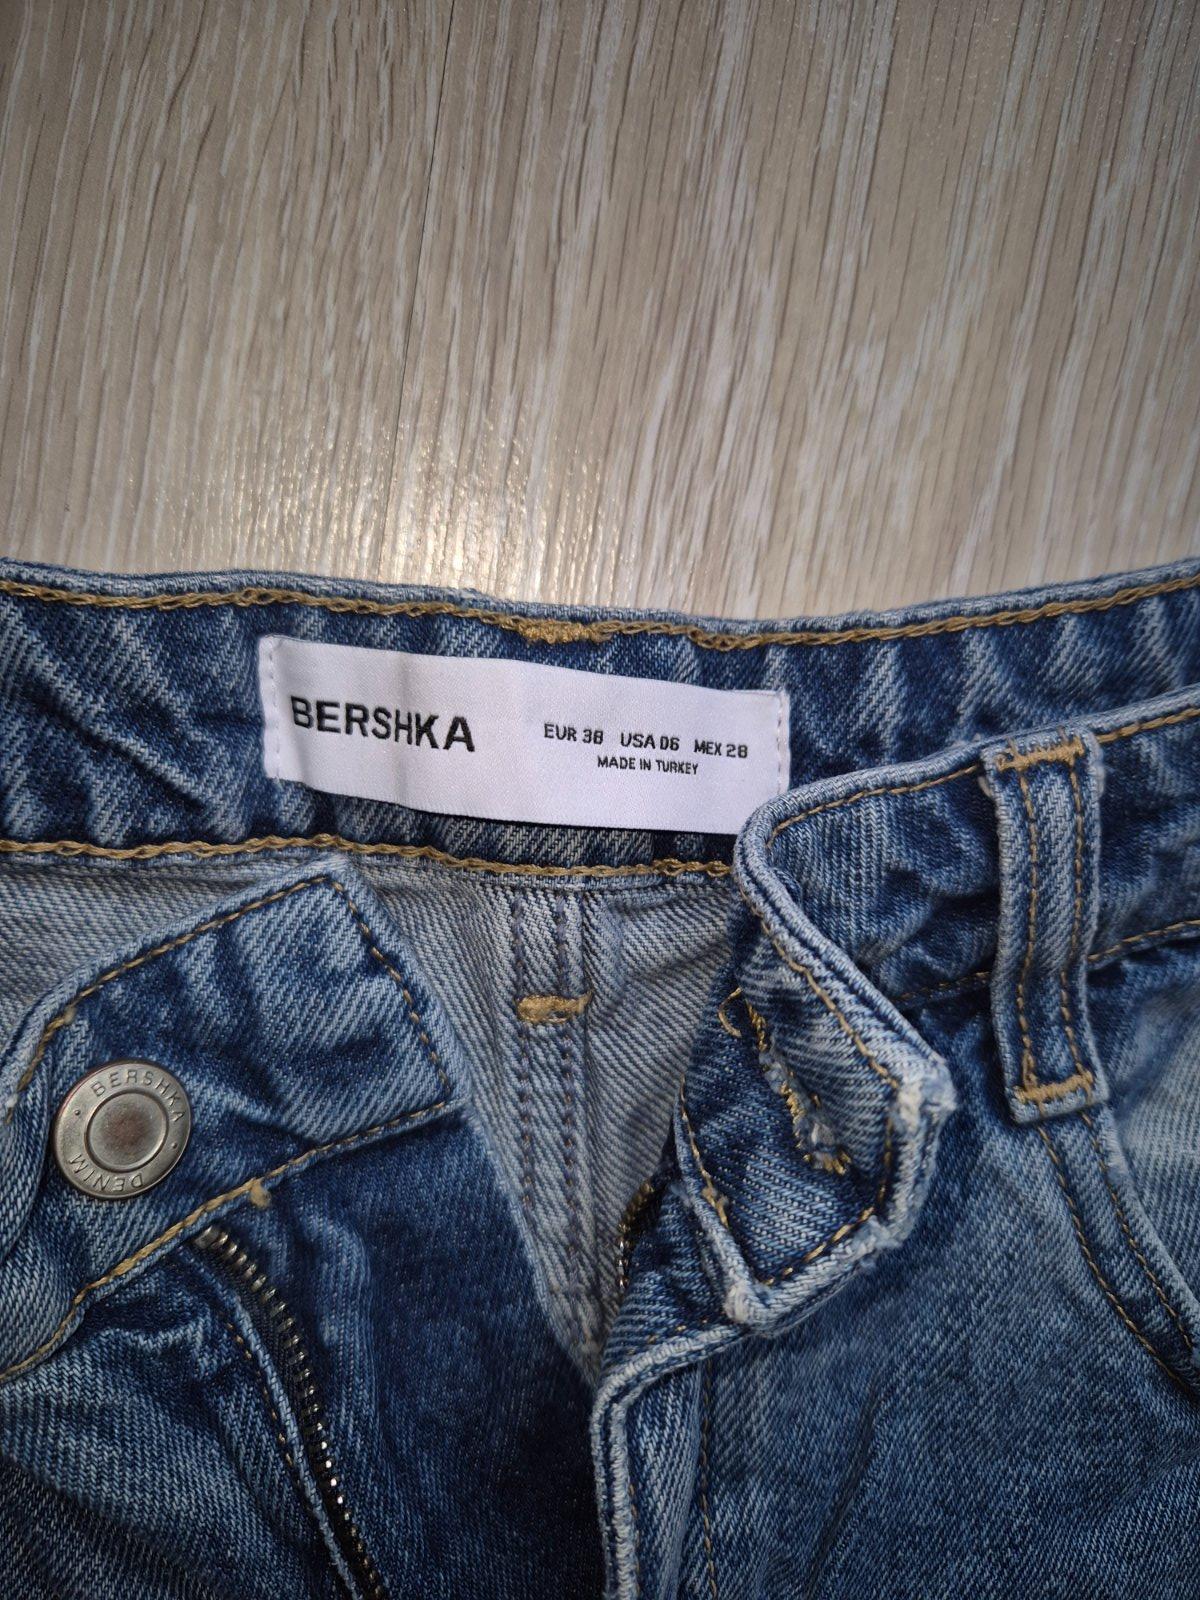 BERSHKA
EUR 38 USA 06 MEX 28
MADE IN TURKEY
BERSHKA
DENIM